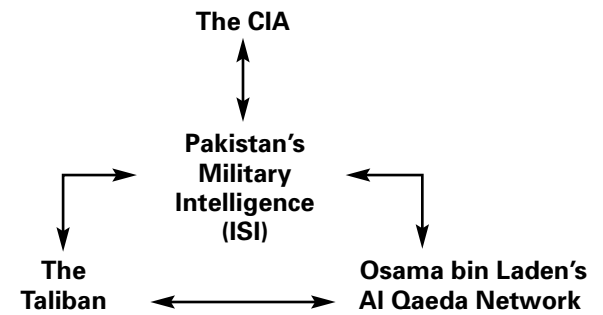 The CIA
Pakistan's
Military
Intelligence
(ISI)
The
Taliban
Osama bin Laden's
Al Qaeda Network